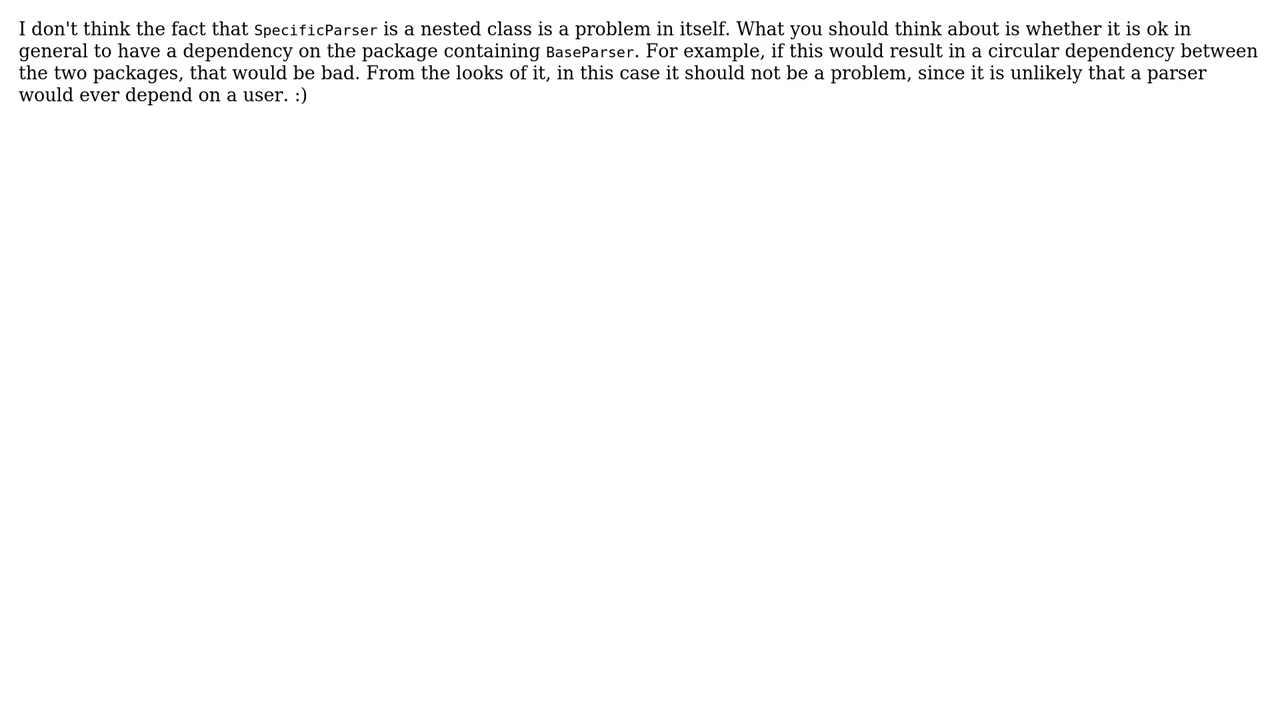 I don't think the fact that SpecificParser is a nested class is a problem in itself. What you should think about is whether it is ok in
general to have a dependency on the package containing BaseParser. For example, if this would result in a circular dependency between
the two packages, that would be bad. From the looks of it, in this case it should not be a problem, since it is unlikely that a parser
would ever depend on a user. :)